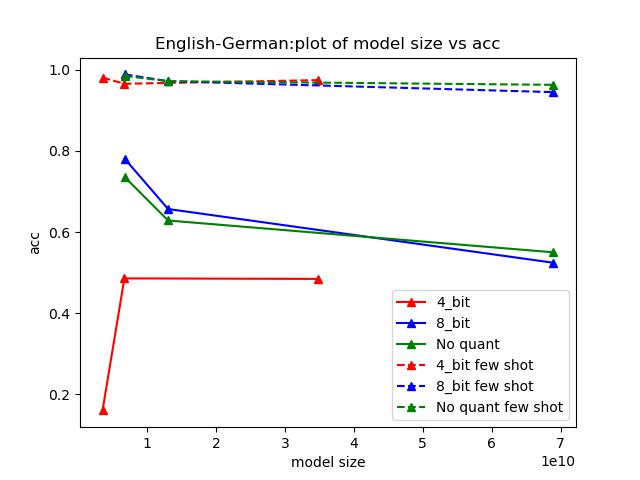 English-German:plot of model size vs acc
1.0
0.8
0.6
0.4
0.2
acc
4_bit
8_bit
No quant
4_bit few shot
8_bit few shot
No quant few shot
1 2 3 4 5 6 7
1e10
model size